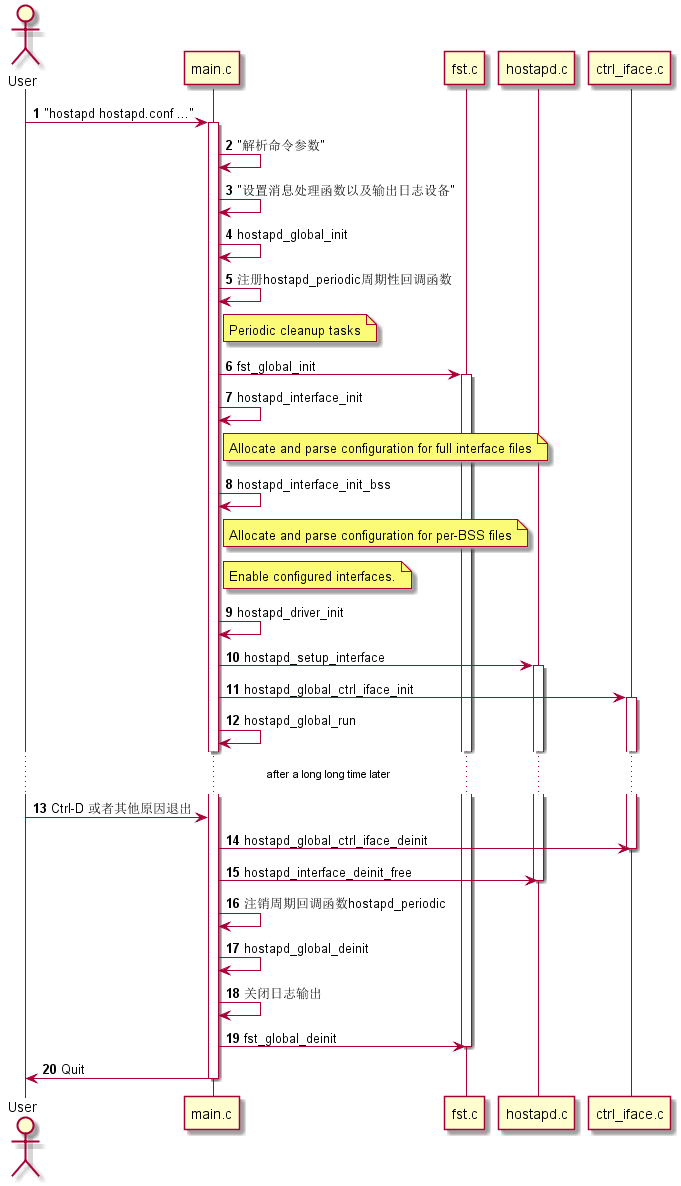 User
main.c
fst.c
hostapd.c
ctrl_iface.c
1 "hostapd hostapd.conf ..."
2 "解析命令参数"
3 "设置消息处理函数以及输出日志设备"
4 hostapd_global_init
5 注册hostapd_periodic周期性回调函数
Periodic cleanup tasks
6 fst_global_init
7 hostapd_interface_init
Allocate and parse configuration for full interface files
8 hostapd_interface_init_bss
Allocate and parse configuration for per-BSS files
Enable configured interfaces.
9 hostapd_driver_init
10 hostapd_setup_interface
11 hostapd_global_ctrl_iface_init
12 hostapd_global_run
after a long long time later
13 Ctrl-D 或者其他原因退出
14 hostapd_global_ctrl_iface_deinit
15 hostapd_interface_deinit_free
16 注销周期回调函数hostapd_periodic
17 hostapd_global_deinit
18 关闭日志输出
19 fst_global_deinit
20 Quit
User
main.c
fst.c
hostapd.c
ctrl_iface.c